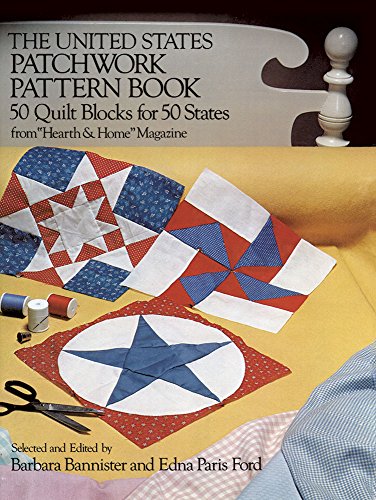 THE UNITED STATES
PATCHWORK
PATTERN BOOK
50 Quilt Blocks for 50 States
from "Hearth & Home" Magazine
Selected and Edited by
Barbara Bannister and Edna Paris Ford